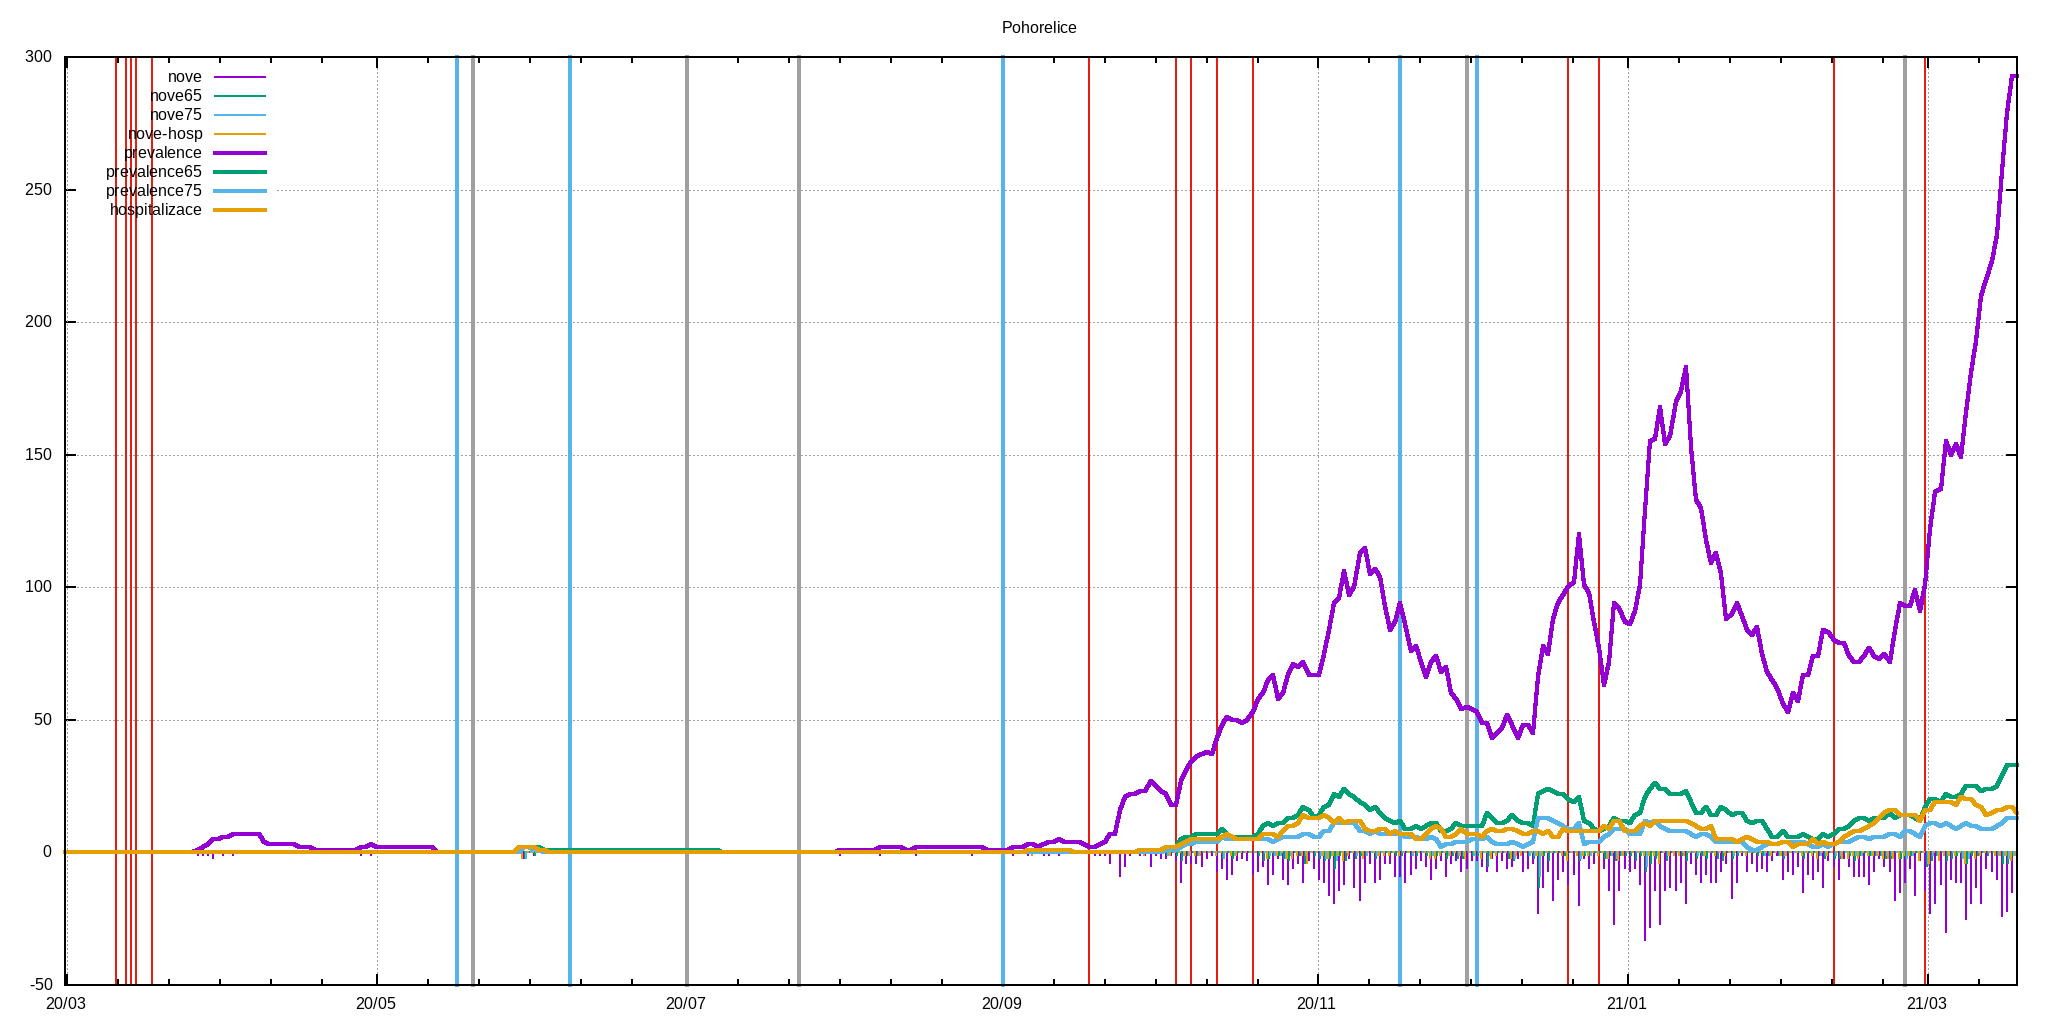 Pohorelice
300
250
200
150
100
50
0
-50
nove
nove65
nove75
nove-hosp
prevalence
prevalence65
prevalence75
hospitalizace
20/03
20/05
20/07
20/09
20/11
21/01
21/03